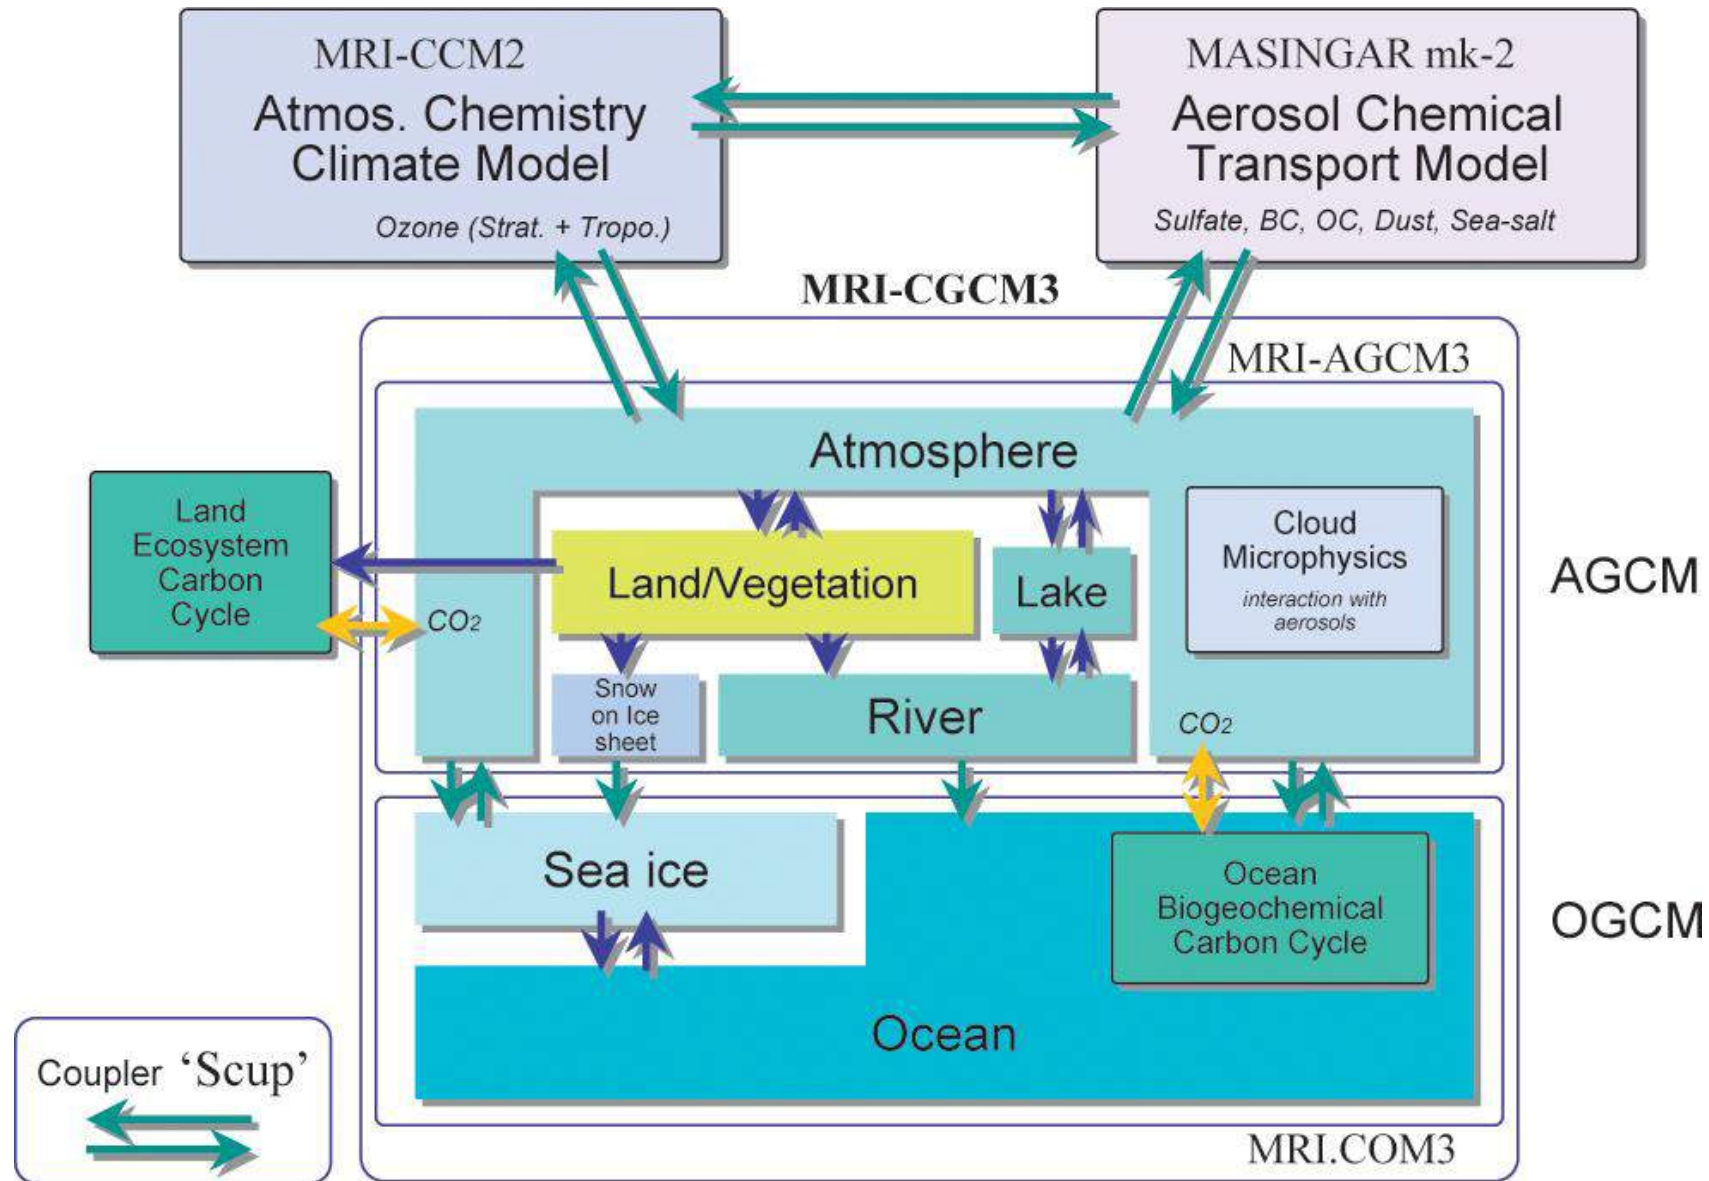 MRI-CCM2
Atmos. Chemistry
Climate Model
Ozone (Strat. + Tropo.)
MASINGAR mk-2
Aerosol Chemical
Transport Model
Sulfate, BC, OC, Dust, Sea-salt
MRI-CGCM3
MRI-AGCM3
Atmosphere
Land
Ecosystem
Carbon
Cycle
CO2
Land/Vegetation
Lake
Cloud
Microphysics
interaction with
aerosols
AGCM
Snow
on Ice
sheet
River
CO2
Sea ice
Ocean
Biogeochemical
Carbon Cycle
OGCM
Ocean
Coupler ‘Scup’
MRI.COM3